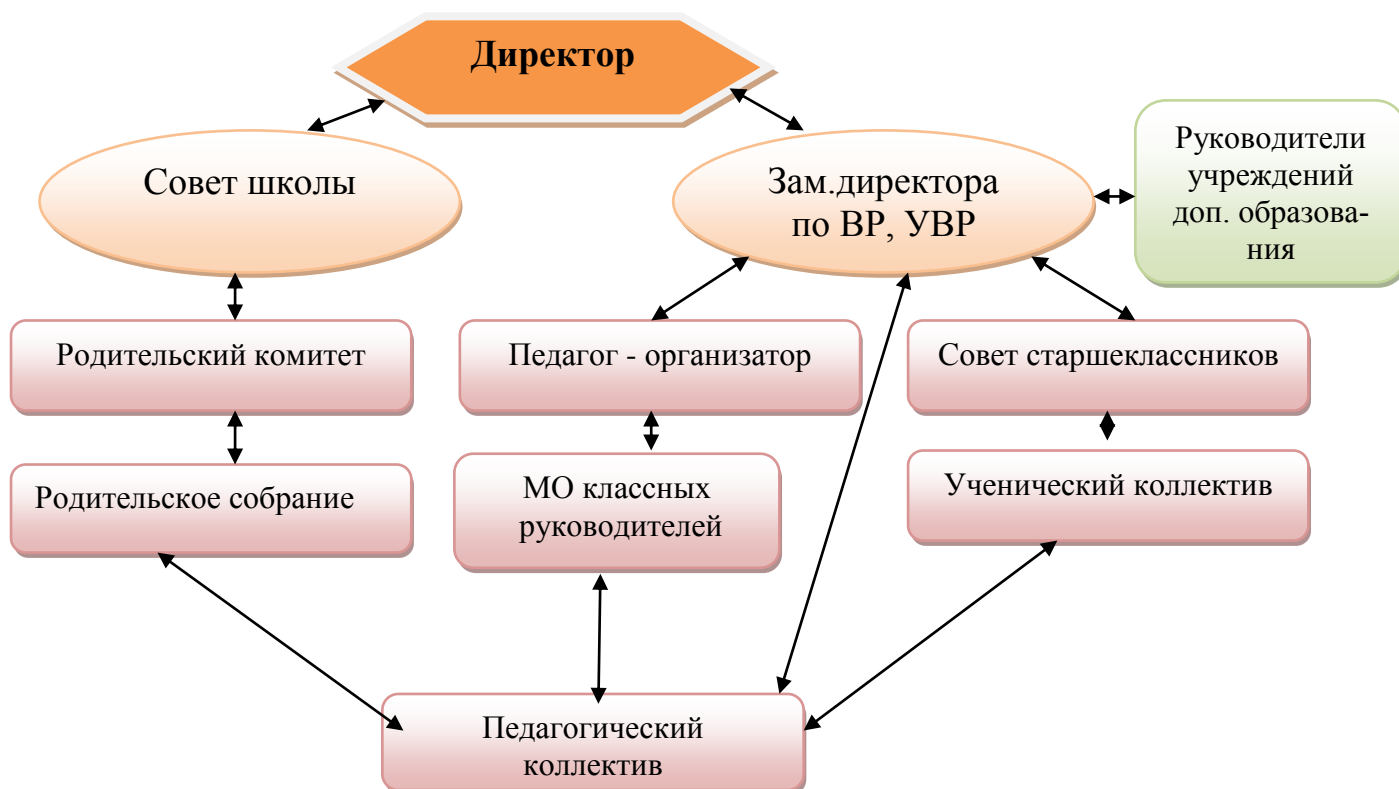 Директор
Совет школы
Зам.директора
по ВР, УВР
Руководители
учреждений
доп. образова-
ния
Родительский комитет
Педагог - организатор
Совет старшеклассников
Родительское собрание
МО классных
руководителей
Ученический коллектив
Педагогический
коллектив